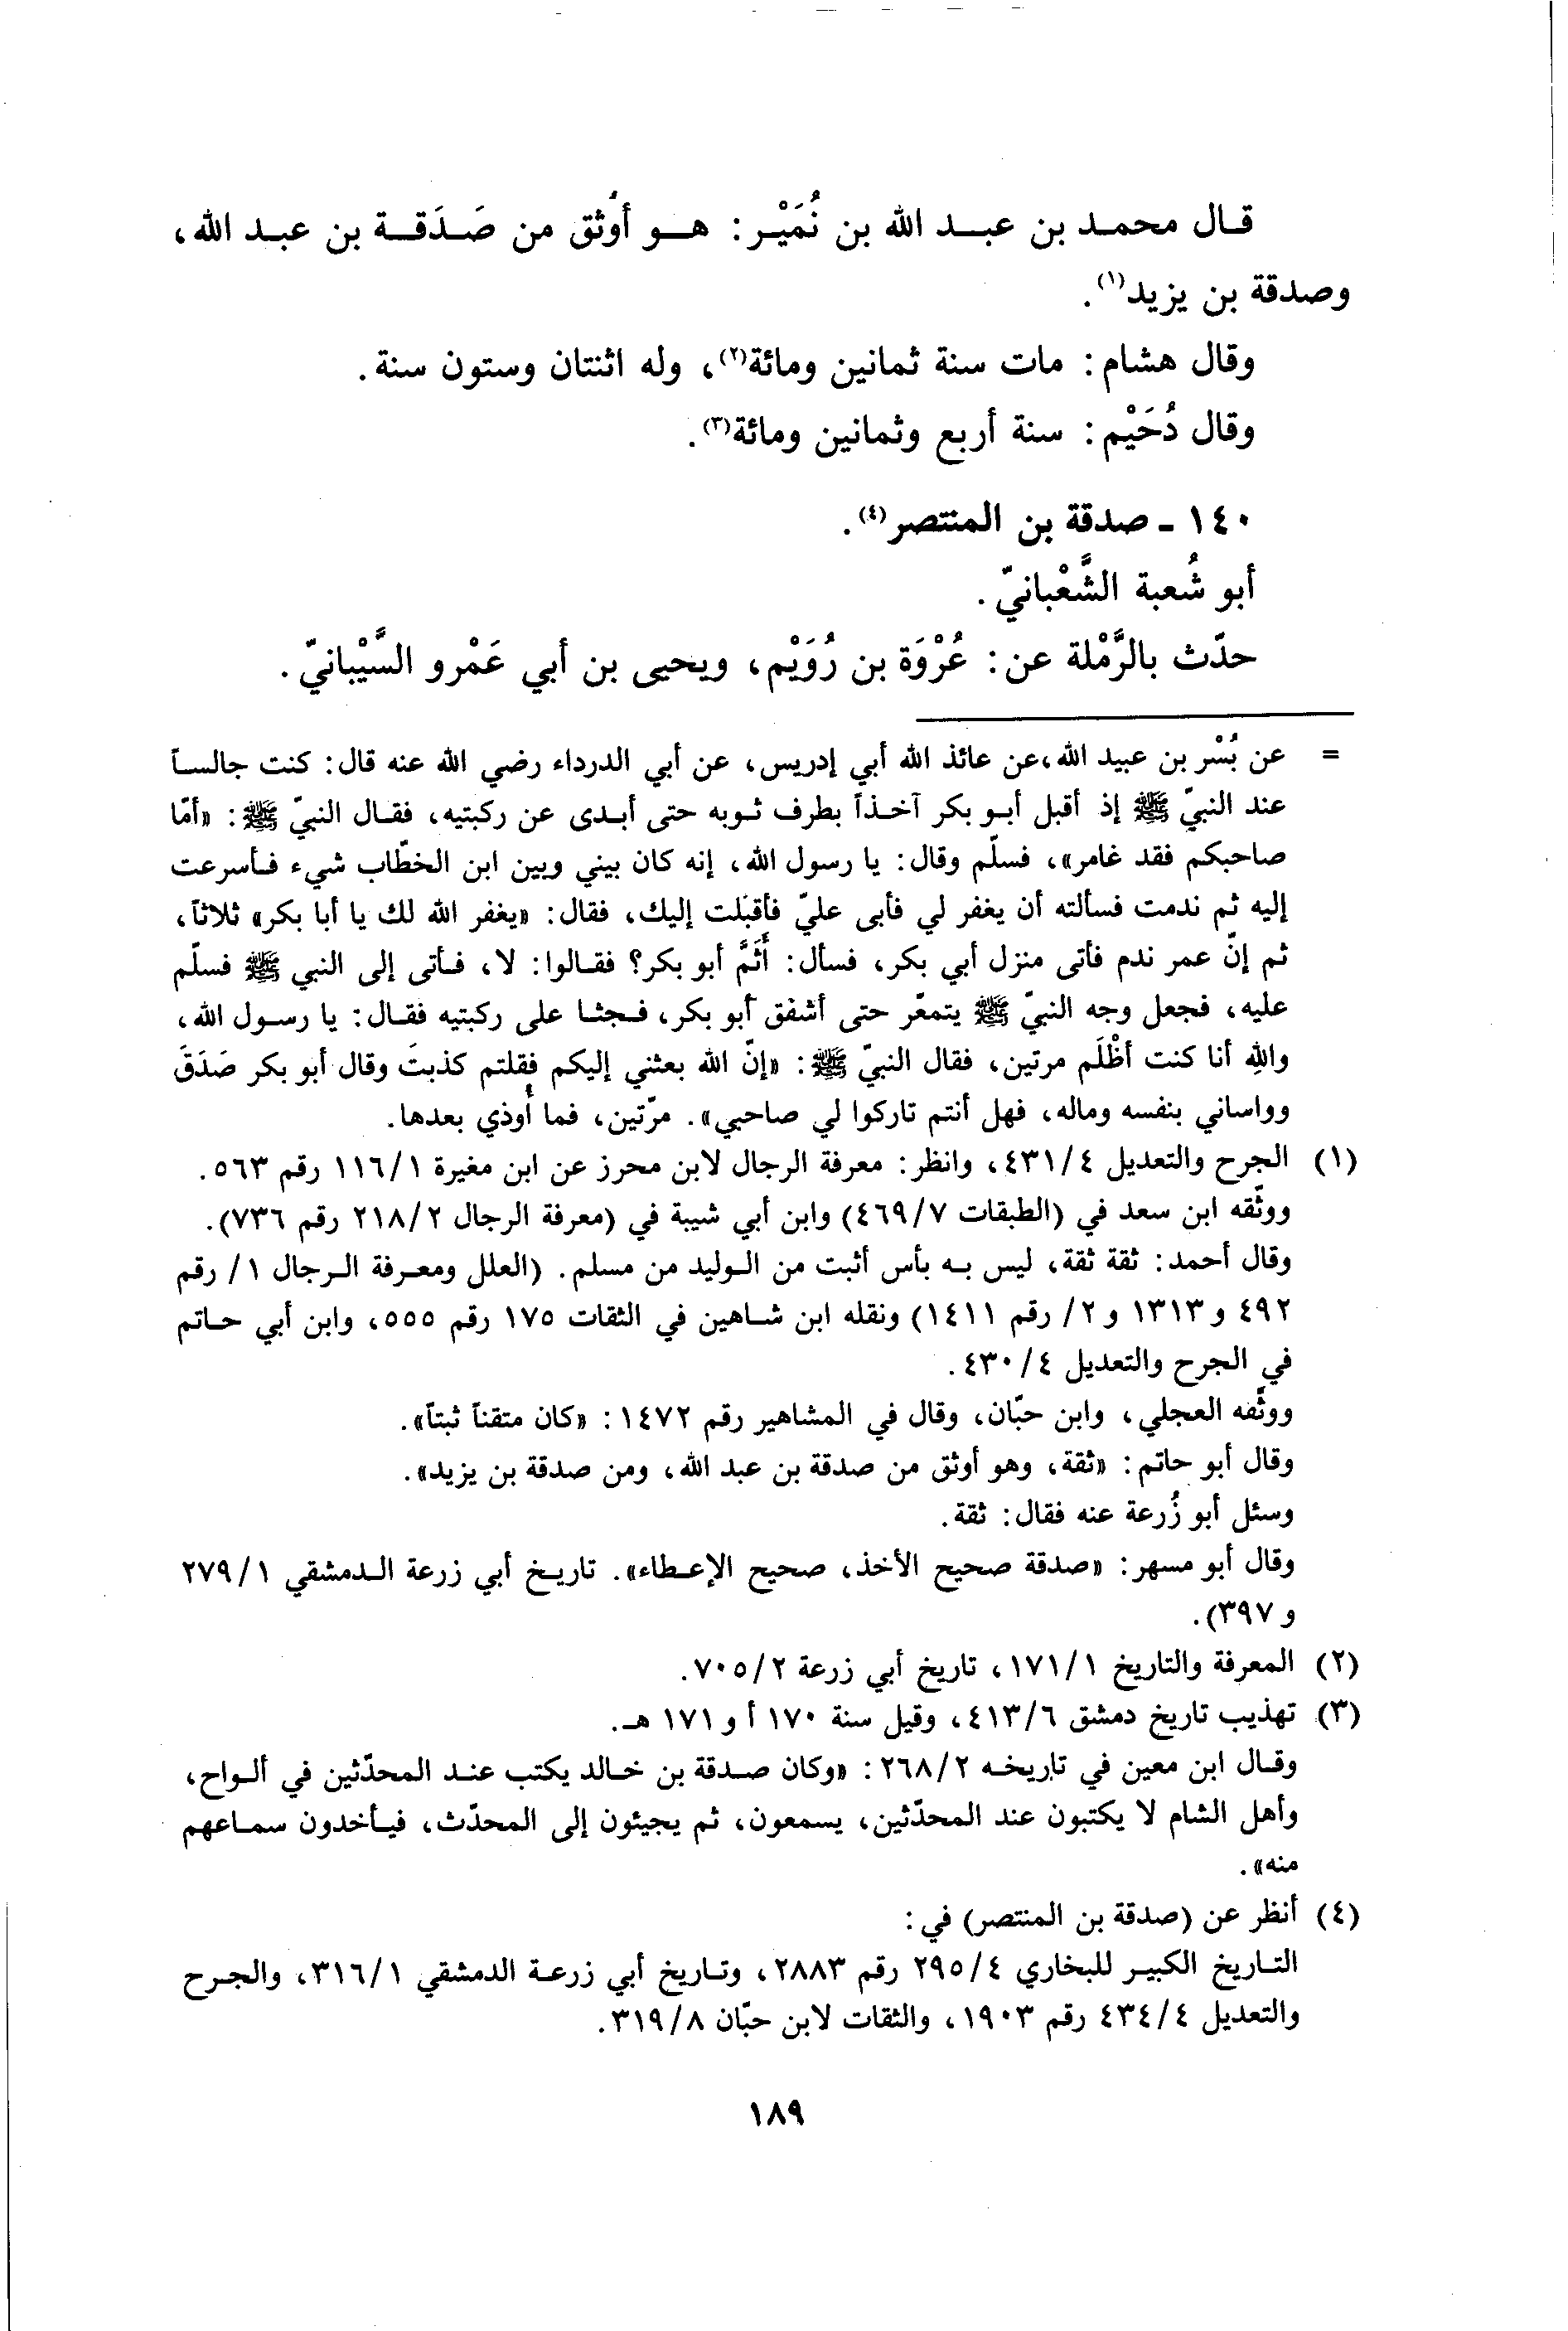 قال محمد بن عبد الله بن نُمَيْر: هو أوثق من صَدَقة بن عبد الله،
وصدقة بن يزيد(١).
وقال هشام: مات سنة ثمانين ومائة(٢)، وله اثنتان وستون سنة.
وقال دُحَيْم: سنة أربع وثمانين ومائة(٣).
١٤٠ - صدقة بن المنتصر(٤).
أبو شُعبة الشَّعْبانيّ.
حدّث بالرَّمْلة عن: عُرْوَة بن رُوَيْم، ويحيى بن أبي عَمْرو السَّيْبانيّ.
= عن بُسْر بن عبيد الله،عن عائذ الله أبي إدريس، عن أبي الدرداء رضي الله عنه قال: كنت جالساً
عند النبيّ ﷺ إذ أقبل أبو بكر آخذاً بطرف ثوبه حتى أبدى عن ركبتيه، فقال النبيّ ﷺ: «أمّا
صاحبكم فقد غامر»، فسلّم وقال: يا رسول الله، إنه كان بيني وبين ابن الخطّاب شيء فأسرعت
إليه ثم ندمت فسألته أن يغفر لي فأبى عليّ فأقبَلت إليك، فقال: «يغفر الله لك يا أبا بكر» ثلاثاً،
ثم إنّ عمر ندم فأتى منزل أبي بكر، فسأل: أَثَمَّ أبو بكر؟ فقالوا: لا، فأتى إلى النبي ﷺ فسلّم
عليه، فجعل وجه النبيّ ﷺ يتمعّر حتى أشفق أبو بكر، فجثا على ركبتيه فقال: يا رسول الله،
واللهِ أنا كنت أظْلَم مرتين، فقال النبيّ ﷺ: «إنّ الله بعثني إليكم فقلتم كذبتَ وقال أبو بكر صَدَقَ
وواساني بنفسه وماله، فهل أنتم تاركوا لي صاحبي». مرّتين، فما أُوذي بعدها.
(١) الجرح والتعديل ٤/٤٣١، وانظر: معرفة الرجال لابن محرز عن ابن مغيرة ١/١١٦ رقم ٥٦٣.
ووثّقه ابن سعد في (الطبقات ٧/٤٦٩) وابن أبي شيبة في (معرفة الرجال ٢/٢١٨ رقم ٧٣٦).
وقال أحمد: ثقة ثقة، ليس به بأس أثبت من الوليد من مسلم. (العلل ومعرفة الرجال ١/ رقم
٤٩٢ و ١٣١٣ و ٢/ رقم ١٤١١) ونقله ابن شاهين في الثقات ١٧٥ رقم ٥٥٥، وابن أبي حاتم
في الجرح والتعديل ٤/٤٣٠.
ووثّفه العجلي، وابن حبّان، وقال في المشاهير رقم ١٤٧٢: «كان متقناً ثبتاً».
وقال أبو حاتم: «ثقة، وهو أوثق من صدقة بن عبد الله، ومن صدقة بن يزيد».
وسئل أبو زُرعة عنه فقال: ثقة.
وقال أبو مسهر: «صدقة صحيح الأخذ، صحيح الإعطاء». تاريخ أبي زرعة الدمشقي ١/٢٧٩
و ٣٩٧).
(٢) المعرفة والتاريخ ١/١٧١، تاريخ أبي زرعة ٢/٧٠٥.
(٣) تهذيب تاريخ دمشق ٦/٤١٣، وقيل سنة ١٧٠ أ و ١٧١ هـ.
وقال ابن معين في تاريخه ٢/٢٦٨: «وكان صدقة بن خالد يكتب عند المحدّثين في ألواح،
وأهل الشام لا يكتبون عند المحدّثين، يسمعون، ثم يجيئون إلى المحدّث، فيأخدون سماعهم
منه».
(٤) أنظر عن (صدقة بن المنتصر) في:
التاريخ الكبير للبخاري ٤/٢٩٥ رقم ٢٨٨٣، وتاريخ أبي زرعة الدمشقي ١/٣١٦، والجرح
والتعديل ٤/٤٣٤ رقم ١٩٠٣، والثقات لابن حبّان ٨/٣١٩.
١٨٩